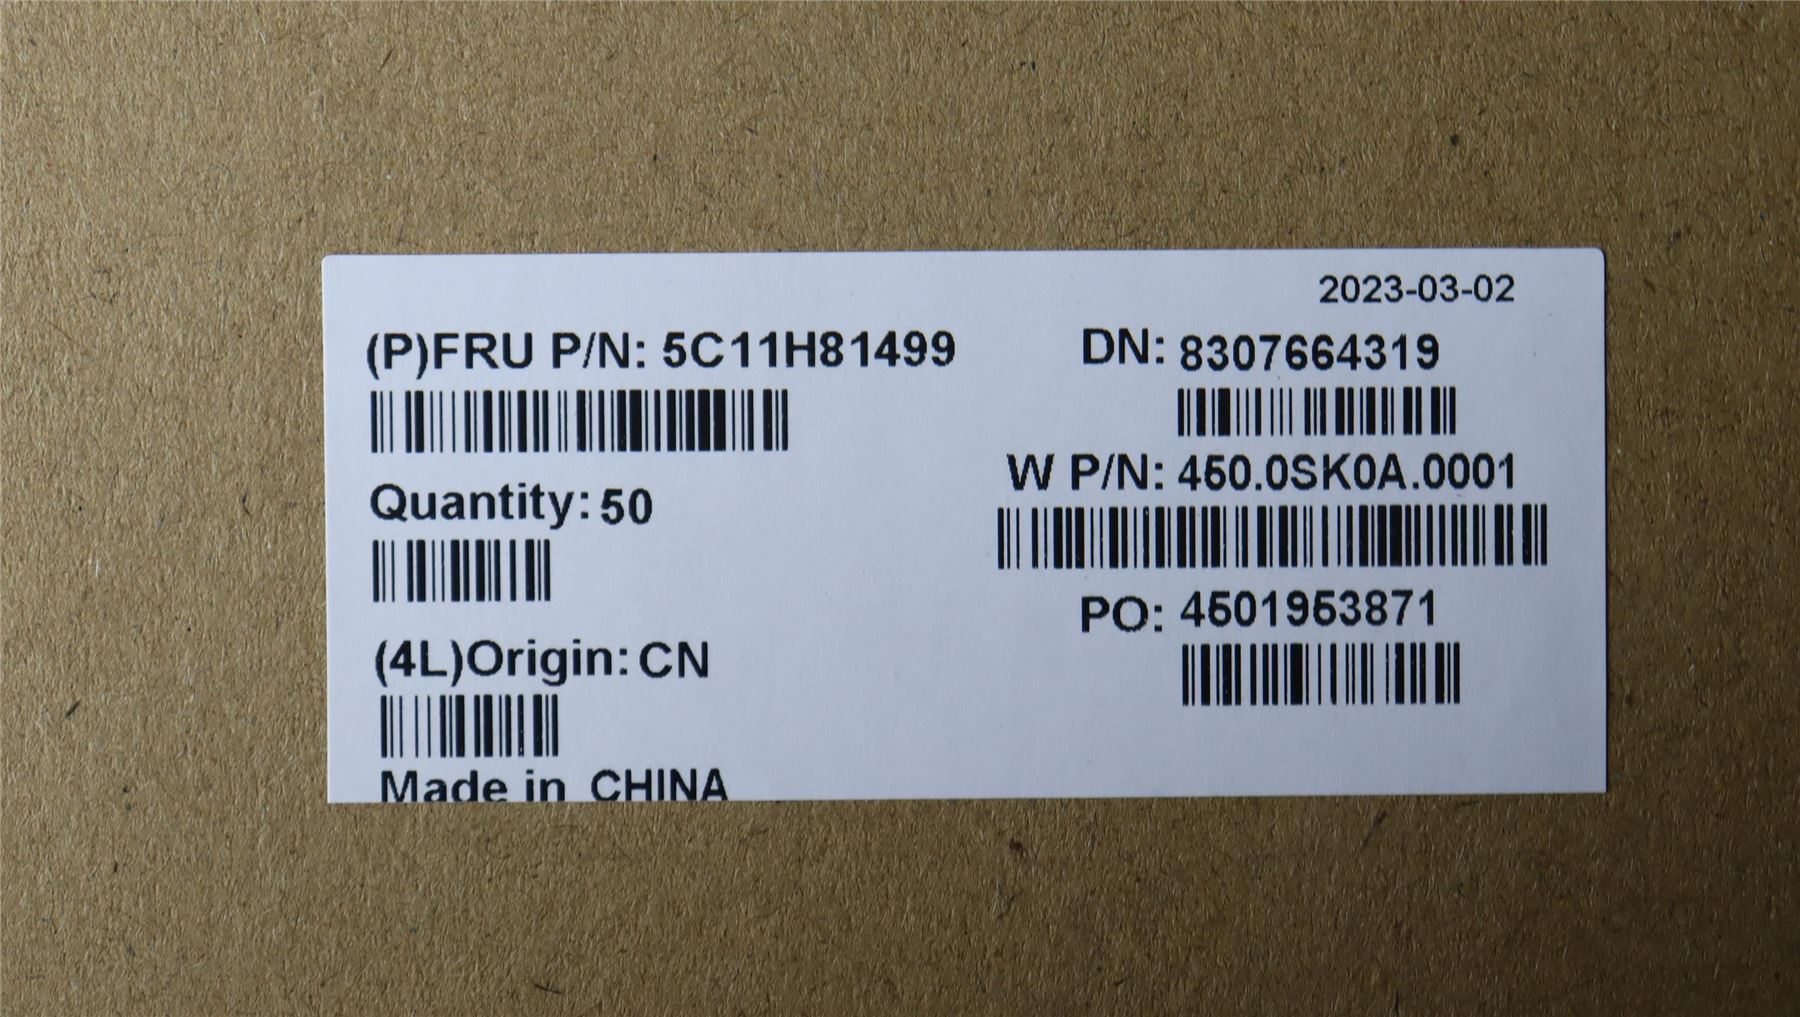 2023-03-02
(P)FRU P/N: 5C11H81499
DN: 8307664319
W P/N: 450.0SK0A.0001
Quantity: 50
PO: 4501953871
(4L)Origin: CN
Made in CHINA